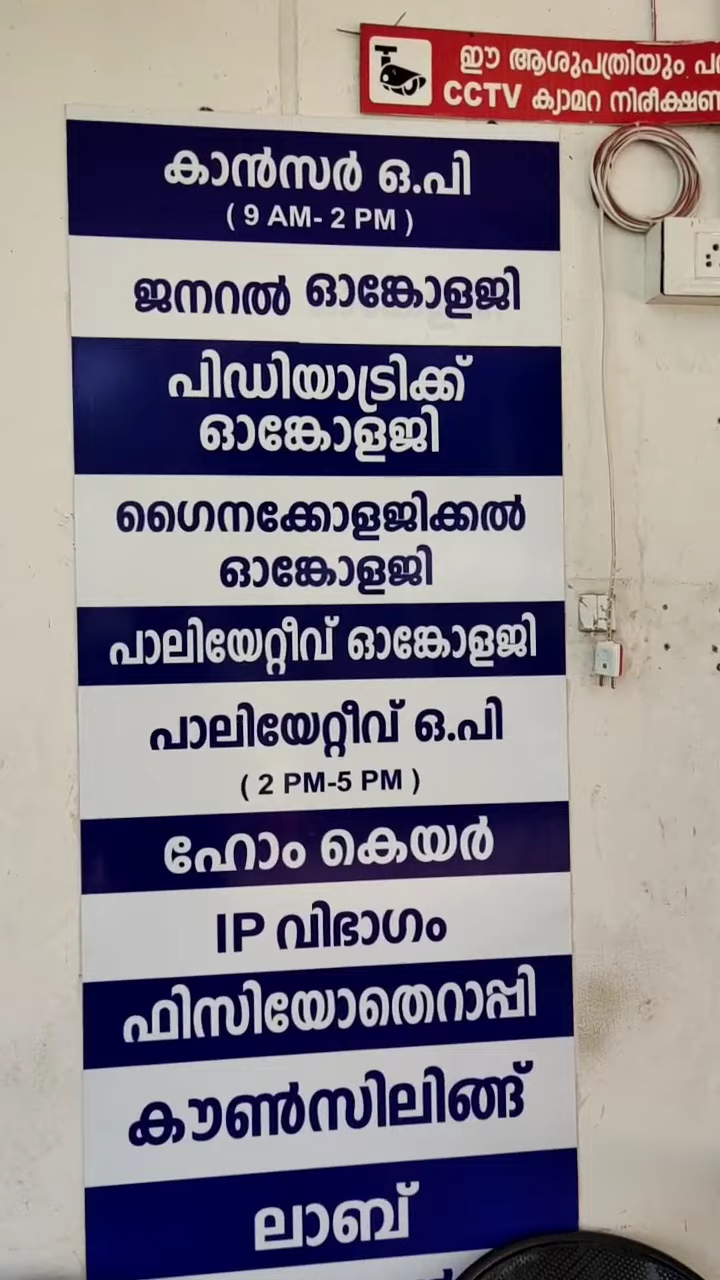 ഈ ആശുപത്രിയും
CCTV ക്യാമറ
കാൻസർ ഒ.പി
( 9 AM- 2 PM )
ജനറൽ ഓങ്കോളജി
പിഡിയാട്രിക്ക്
ഓങ്കോളജി
ഗൈനക്കോളജിക്കൽ
ഓങ്കോളജി
പാലിയേറ്റീവ് ഓങ്കോളജി
പാലിയേറ്റീവ് ഒ.പി
( 2 PM-5 PM )
ഹോം കെയർ
IP വിഭാഗം
ഫിസിയോതെറാപ്പി
കൗൺസിലിങ്ങ്
ലാബ്